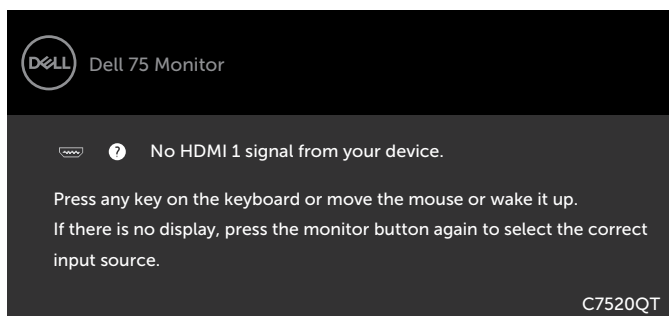 DELL
Dell 75 Monitor
? No HDMI 1 signal from your device.
Press any key on the keyboard or move the mouse or wake it up.
If there is no display, press the monitor button again to select the correct
input source.
C7520QT